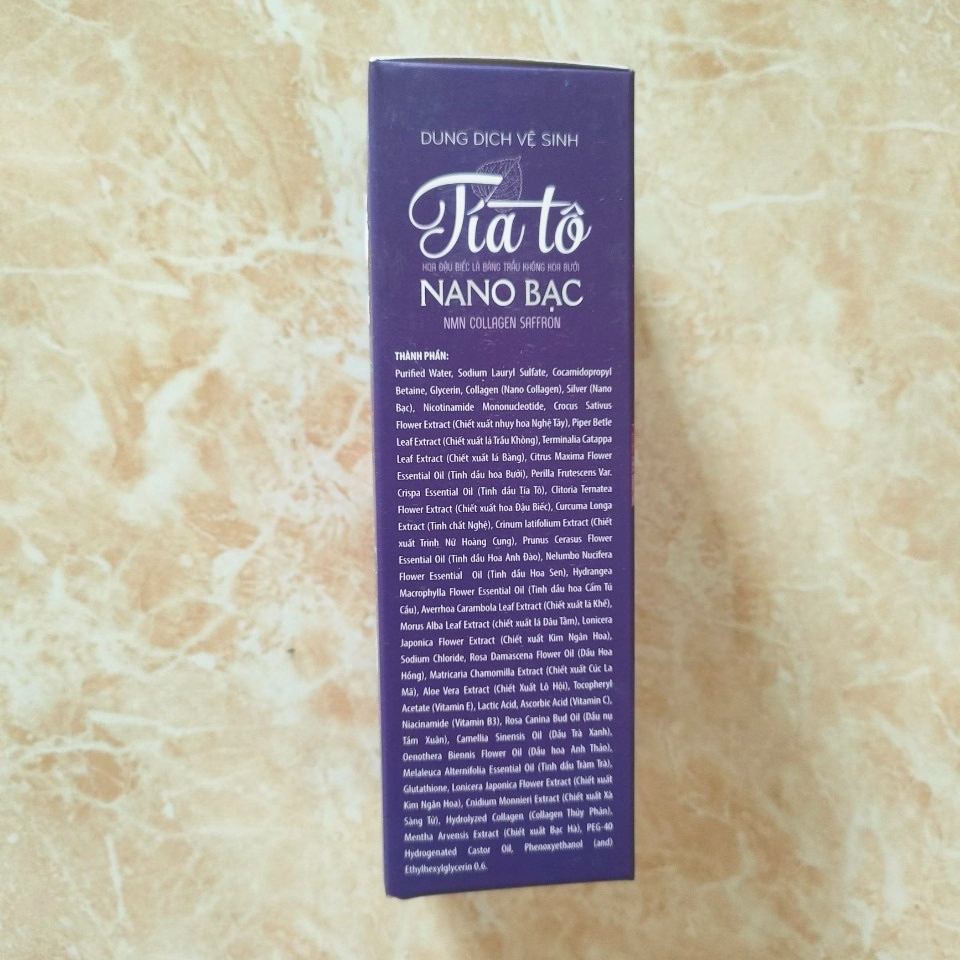 DUNG DỊCH VỆ SINH
Tía tô
HOA ĐẬU BIẾC LÁ BÀNG TRẦU KHÔNG HOA BƯỞI
NANO BẠC
NMN COLLAGEN SAFFRON
THÀNH PHẦN:
Purified Water, Sodium Lauryl Sulfate, Cocamidopropyl
Betaine, Glycerin, Collagen (Nano Collagen), Silver (Nano
Bạc), Nicotinamide Mononucleotide, Crocus Sativus
Flower Extract (Chiết xuất nhụy hoa Nghệ Tây), Piper Betle
Leaf Extract (Chiết xuất lá Trầu Không), Terminalia Catappa
Leaf Extract (Chiết xuất lá Bàng), Citrus Maxima Flower
Essential Oil (Tinh dầu hoa Bưởi), Perilla Frutescens Var.
Crispa Essential Oil (Tinh dầu Tía Tô), Clitoria Ternatea
Flower Extract (Chiết xuất hoa Đậu Biếc), Curcuma Longa
Extract (Tinh chất Nghệ), Crinum latifolium Extract (Chiết
xuất Trinh Nữ Hoàng Cung), Prunus Cerasus Flower
Essential Oil (Tinh dầu Hoa Anh Đào), Nelumbo Nucifera
Flower Essential Oil (Tinh dầu Hoa Sen), Hydrangea
Macrophylla Flower Essential Oil (Tinh dầu hoa Cẩm Tú
Cầu), Averrhoa Carambola Leaf Extract (Chiết xuất lá Khế),
Morus Alba Leaf Extract (chiết xuất lá Dâu Tằm), Lonicera
Japonica Flower Extract (Chiết xuất Kim Ngân Hoa),
Sodium Chloride, Rosa Damascena Flower Oil (Dầu Hoa
Hồng), Matricaria Chamomilla Extract (Chiết xuất Cúc La
Mã), Aloe Vera Extract (Chiết Xuất Lô Hội), Tocopheryl
Acetate (Vitamin E), Lactic Acid, Ascorbic Acid (Vitamin C),
Niacinamide (Vitamin B3), Rosa Canina Bud Oil (Dầu nụ
Tầm Xuân), Camellia Sinensis Oil (Dầu Trà Xanh),
Oenothera Biennis Flower Oil (Dầu hoa Anh Thảo),
Melaleuca Alternifolia Essential Oil (Tinh dầu Tràm Trà),
Glutathione, Lonicera Japonica Flower Extract (Chiết xuất
Kim Ngân Hoa), Cnidium Monnieri Extract (Chiết xuất Xà
Sàng Tử), Hydrolyzed Collagen (Collagen Thủy Phân),
Mentha Arvensis Extract (Chiết xuất Bạc Hà), PEG-40
Hydrogenated Castor Oil, Phenoxyethanol (and)
Ethylhexylglycerin 0.6.